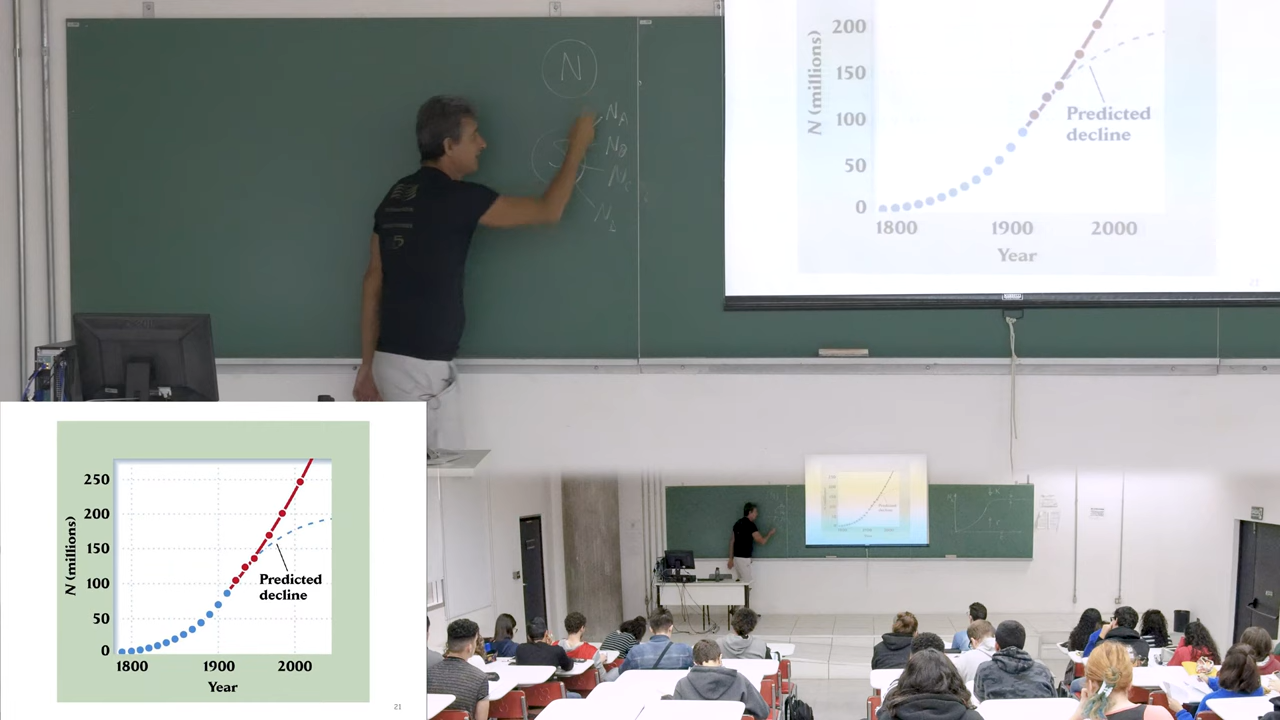 N
N_A
N_B
N_C
200
150
100
50
0
N (millions)
Predicted
decline
1800
1900
2000
Year
250
200
150
100
50
0
N (millions)
Predicted
decline
1800
1900
2000
Year
21